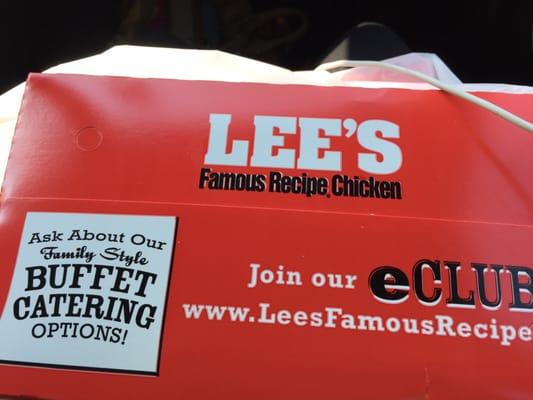 LEE'S
Famous Recipe Chicken
Ask About Our
Family Style
BUFFET
CATERING
OPTIONS!
Join our eCLUB
www.LeesFamousRecipe